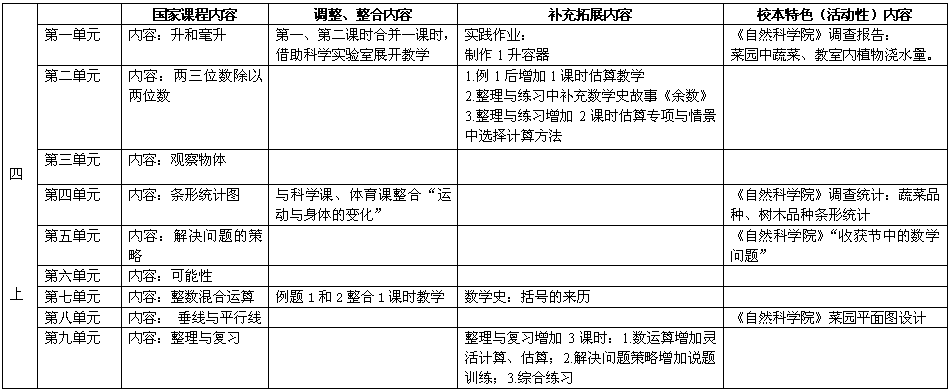 国家课程内容 调整、整合内容 补充拓展内容 校本特色（活动性）内容
四
上
第一单元 内容：升和毫升 第一、第二课时合并一课时，
借助科学实验室展开教学 实践作业：
制作 1 升容器 《自然科学院》调查报告：
菜园中蔬菜、教室内植物浇水量。
第二单元 内容：两三位数除以
两位数 1.例 1 后增加 1 课时估算教学
2.整理与练习中补充数学史故事《余数》
3.整理与练习增加 2 课时估算专项与情景
中选择计算方法
第三单元 内容：观察物体
第四单元 内容：条形统计图 与科学课、体育课整合“运
动与身体的变化” 《自然科学院》调查统计：蔬菜品
种、树木品种条形统计
第五单元 内容：解决问题的策
略 《自然科学院》“收获节中的数学
问题”
第六单元 内容：可能性
第七单元 内容：整数混合运算 例题 1 和 2 整合 1 课时教学 数学史：括号的来历
第八单元 内容： 垂线与平行线 《自然科学院》菜园平面图设计
第九单元 内容：整理与复习 整理与复习增加 3 课时：1.数运算增加灵
活计算、估算；2.解决问题策略增加说题
训练；3.综合练习